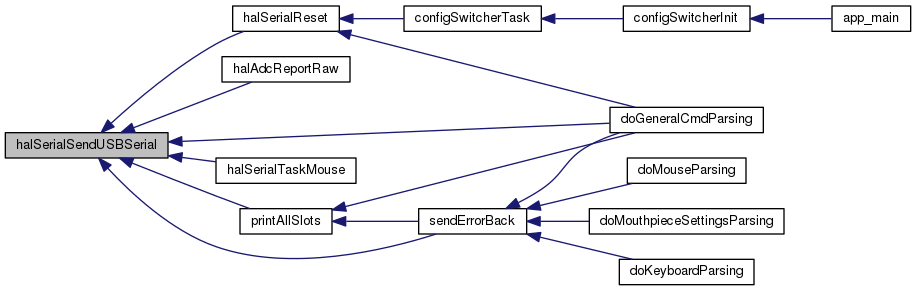 halSerialReset
configSwitcherTask
configSwitcherInit
app_main
halAdcReportRaw
doGeneralCmdParsing
halSerialSendUSBSerial
halSerialTaskMouse
doMouseParsing
printAllSlots
sendErrorBack
doMouthpieceSettingsParsing
doKeyboardParsing